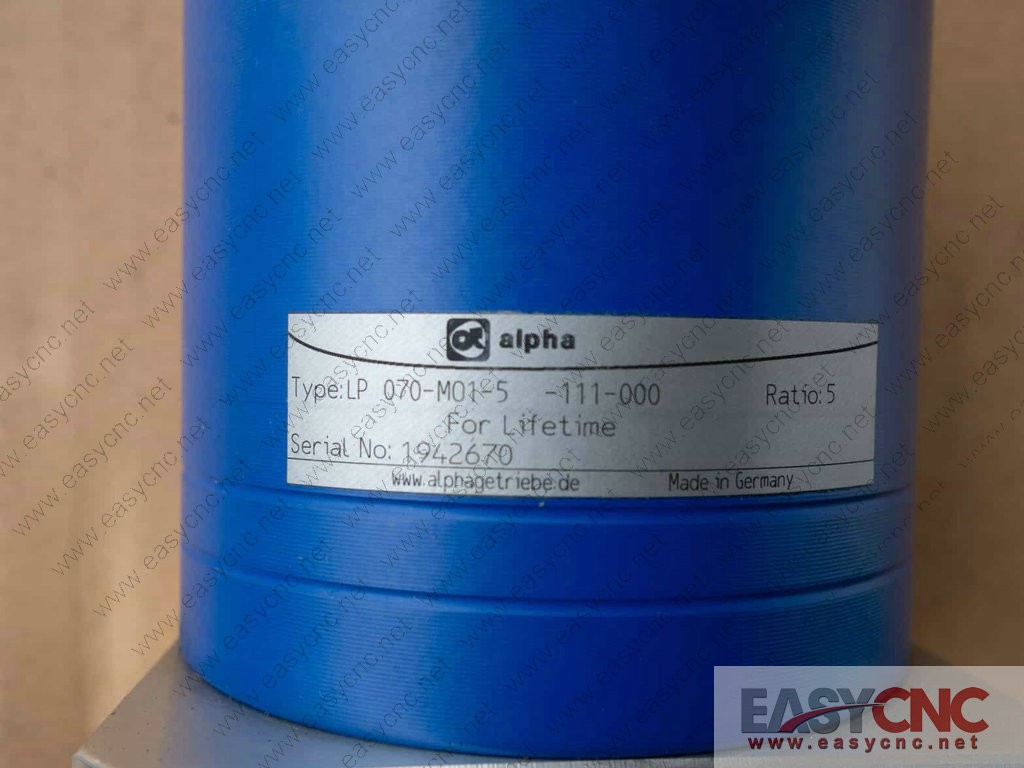 alpha
Type:LP 070-M01-5 -111-000 Ratio:5
For Lifetime
Serial No: 1942670
www.alphagetriebe.de Made in Germany
EASYCNC
www.easycnc.net